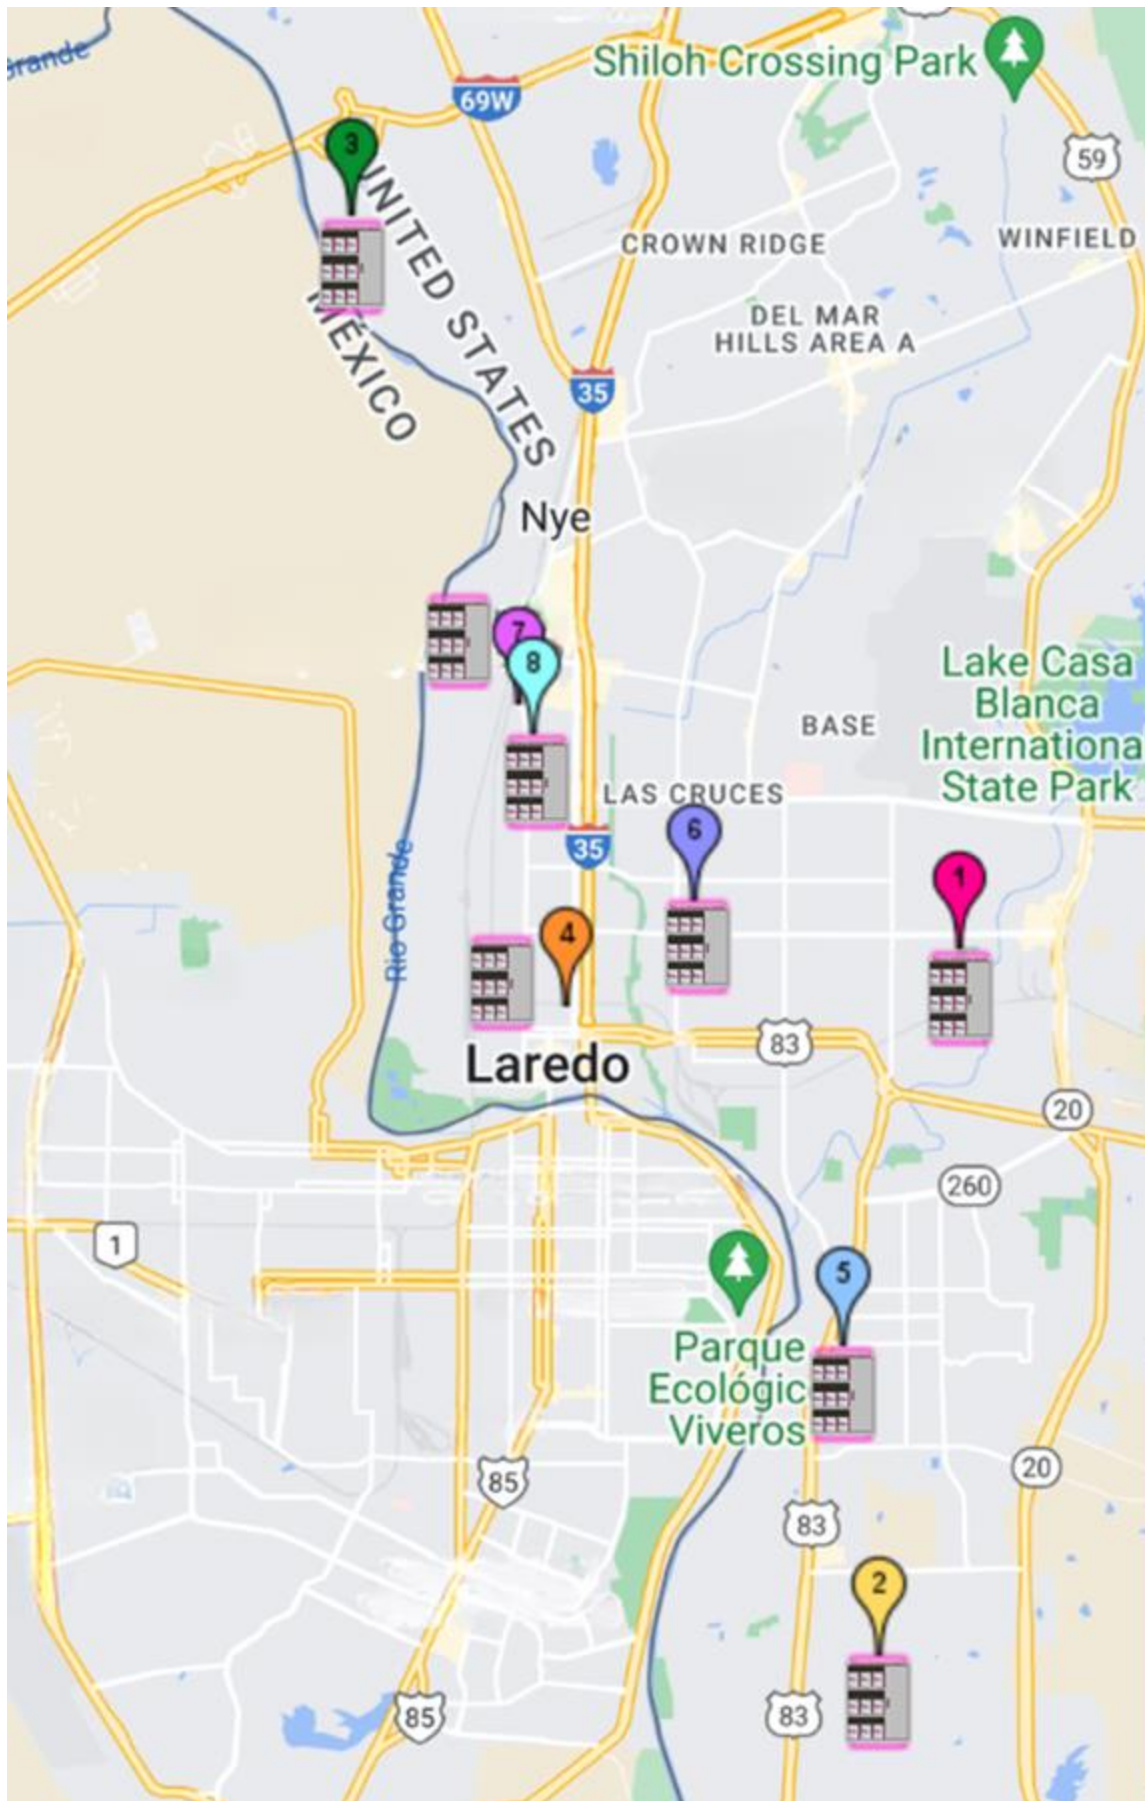 Grande
69W
Shiloh Crossing Park
59
3
UNITED STATES
MÉXICO
CROWN RIDGE
WINFIELD
DEL MAR
HILLS AREA A
35
Nye
7
8
Lake Casa
Blanca
Internationa
State Park
BASE
LAS CRUCES
6
35
1
Rio Grande
4
Laredo
83
20
260
1
5
Parque
Ecológic
Viveros
85
20
83
2
85
83